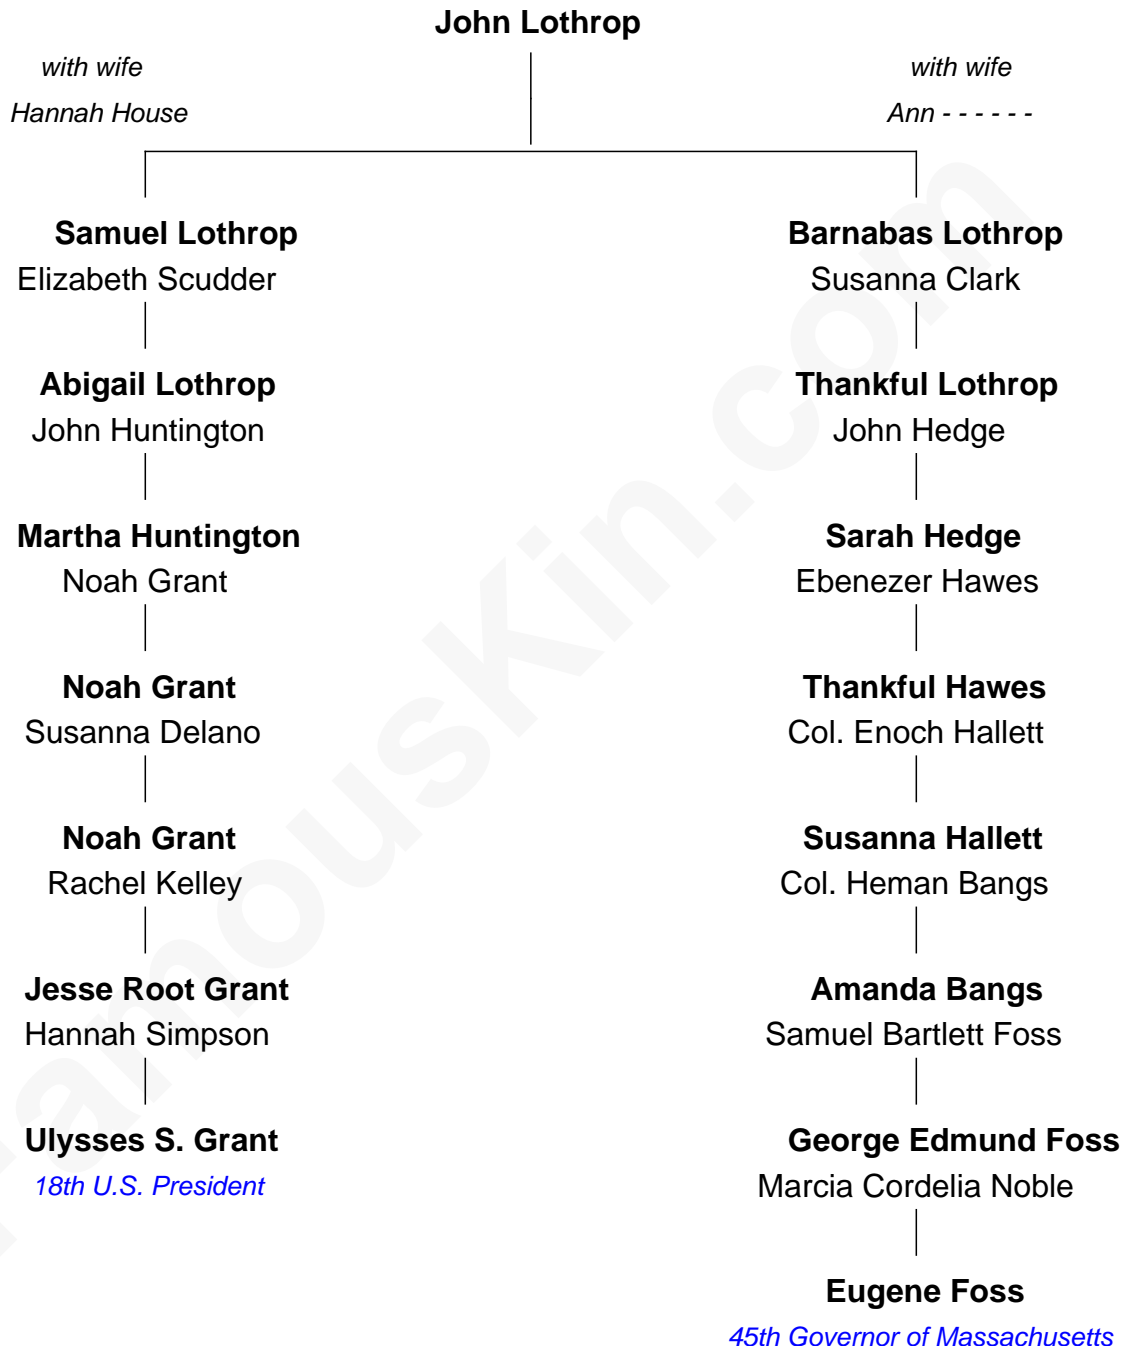 John Lothrop
with wife
Hannah House
with wife
Ann - - - - - -
Samuel Lothrop
Elizabeth Scudder
Barnabas Lothrop
Susanna Clark
Abigail Lothrop
John Huntington
Thankful Lothrop
John Hedge
Martha Huntington
Noah Grant
Sarah Hedge
Ebenezer Hawes
Noah Grant
Susanna Delano
Thankful Hawes
Col. Enoch Hallett
Noah Grant
Rachel Kelley
Susanna Hallett
Col. Heman Bangs
Jesse Root Grant
Hannah Simpson
Amanda Bangs
Samuel Bartlett Foss
Ulysses S. Grant
18th U.S. President
George Edmund Foss
Marcia Cordelia Noble
Eugene Foss
45th Governor of Massachusetts
FamousKin.com